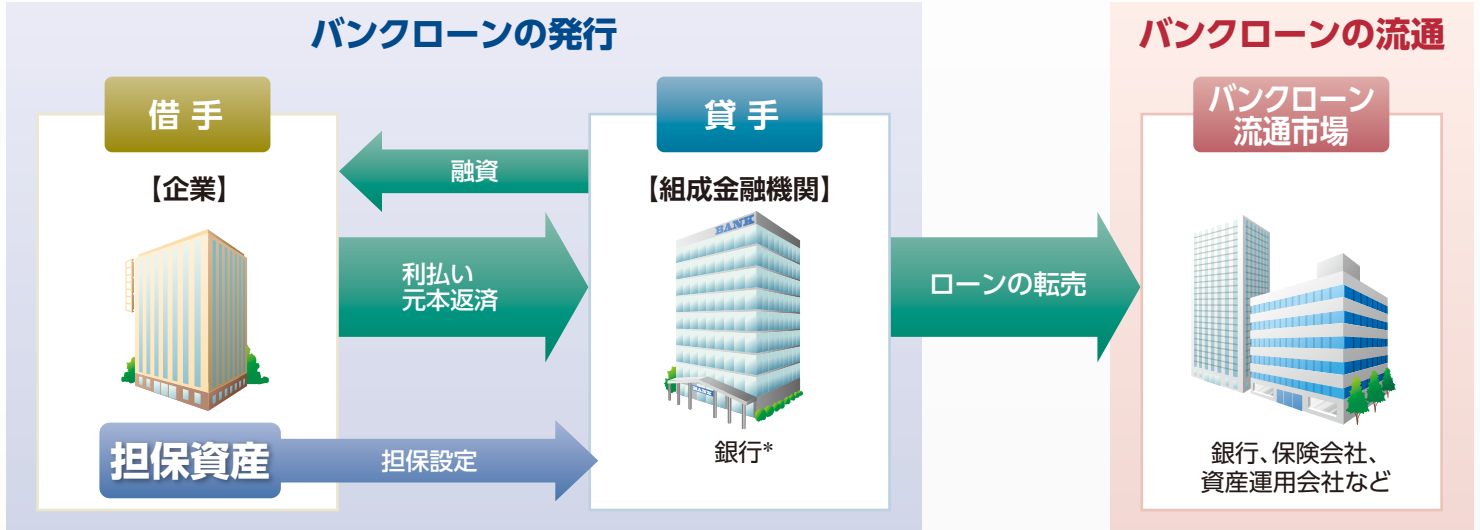 バンクローンの発行
バンクローンの流通
借手
【企業】
融資
利払い
元本返済
担保資産
担保設定
貸手
【組成金融機関】
BANK
BANK
銀行*
ローンの転売
バンクローン
流通市場
銀行、保険会社、
資産運用会社など